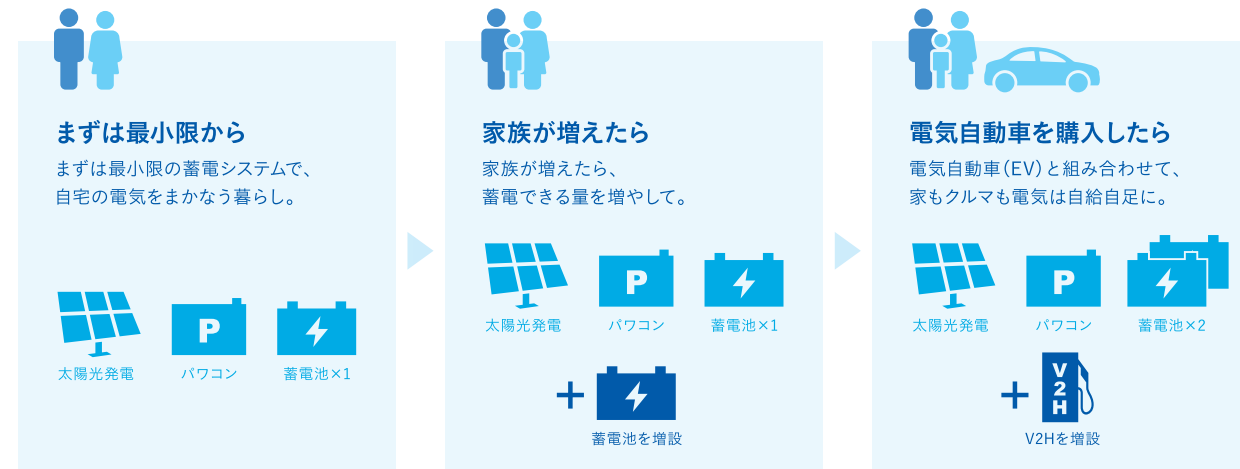 まずは最小限から
まずは最小限の蓄電システムで、
自宅の電気をまかなう暮らし。
P
太陽光発電
パワコン
蓄電池×1
家族が増えたら
家族が増えたら、
蓄電できる量を増やして。
P
太陽光発電
パワコン
蓄電池×1
+
蓄電池を増設
電気自動車を購入したら
電気自動車(EV)と組み合わせて、
家もクルマも電気は自給自足に。
P
太陽光発電
パワコン
蓄電池×2
+
V
2
H
V2Hを増設